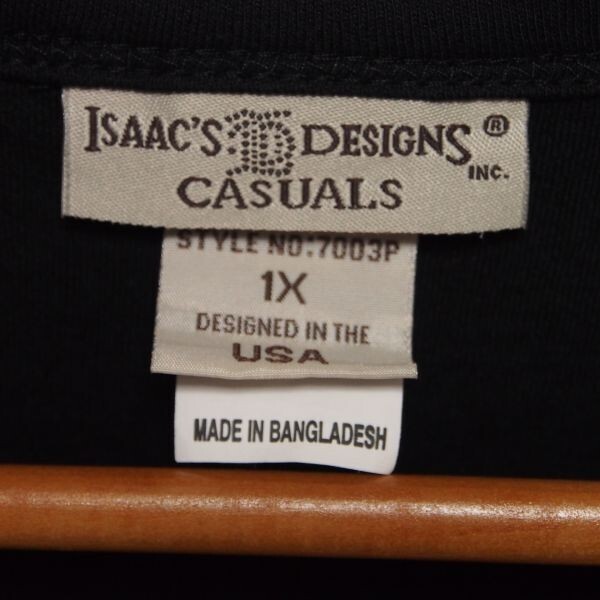 ISAAC'S DESIGNS ® INC.
CASUALS
STYLE NO:7003P
1X
DESIGNED IN THE
USA
MADE IN BANGLADESH